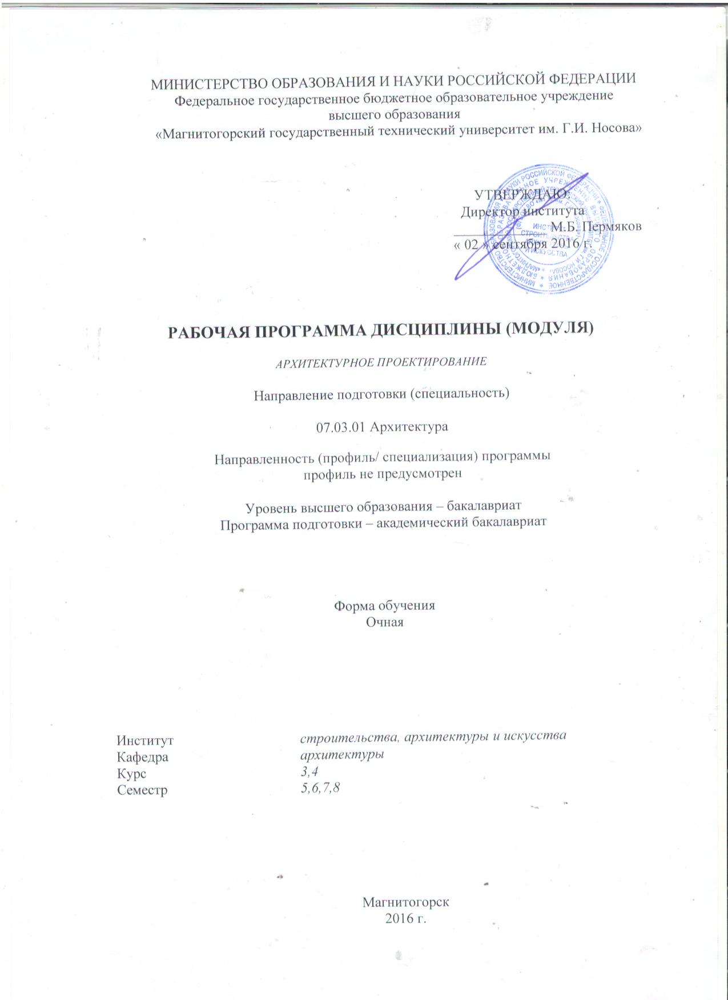 МИНИСТЕРСТВО ОБРАЗОВАНИЯ И НАУКИ РОССИЙСКОЙ ФЕДЕРАЦИИ
Федеральное государственное бюджетное образовательное учреждение
высшего образования
«Магнитогорский государственный технический университет им. Г.И. Носова»
УТВЕРЖДАЮ:
Директор института
М.Б. Пермяков
« 02 » сентября 2016 г.
РАБОЧАЯ ПРОГРАММА ДИСЦИПЛИНЫ (МОДУЛЯ)
АРХИТЕКТУРНОЕ ПРОЕКТИРОВАНИЕ
Направление подготовки (специальность)
07.03.01 Архитектура
Направленность (профиль/ специализация) программы
профиль не предусмотрен
Уровень высшего образования – бакалавриат
Программа подготовки – академический бакалавриат
Форма обучения
Очная
Институт строительства, архитектуры и искусства
Кафедра архитектуры
Курс 3,4
Семестр 5,6,7,8
Магнитогорск
2016 г.